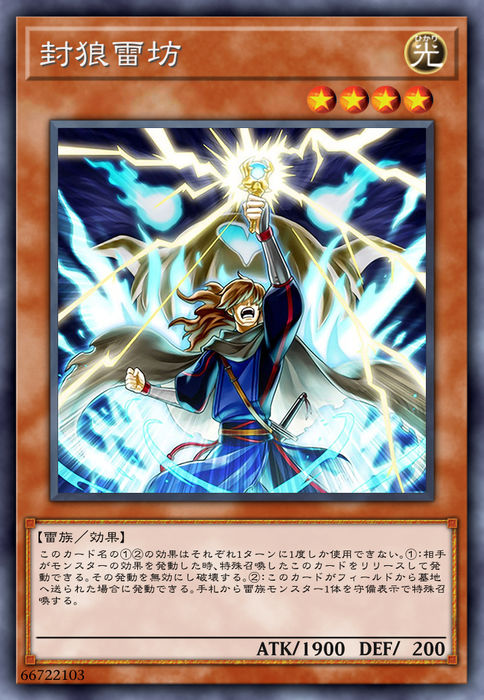 封狼雷坊
ひかり
光
【雷族／効果】
このカード名の①②の効果はそれぞれ1ターンに1度しか使用できない。①:相手
がモンスターの効果を発動した時、特殊召喚したこのカードをリリースして発
動できる。その発動を無効にし破壊する。②:このカードがフィールドから墓地
へ送られた場合に発動できる。手札から雷族モンスター1体を守備表示で特殊召
喚する。
ATK/1900 DEF/ 200
66722103